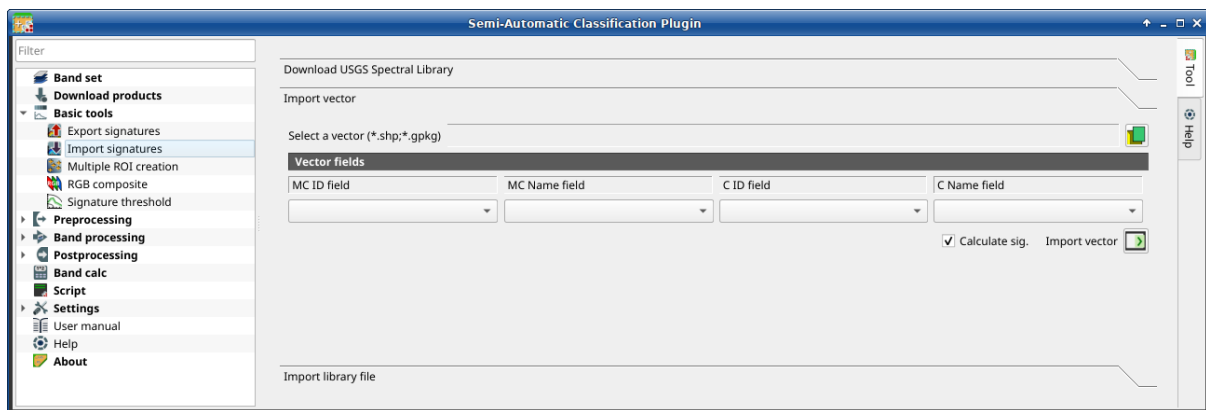 Semi-Automatic Classification Plugin
Filter
Band set
Download products
Basic tools
Export signatures
Import signatures
Multiple ROI creation
RGB composite
Signature threshold
Preprocessing
Band processing
Postprocessing
Band calc
Script
Settings
User manual
Help
About
Download USGS Spectral Library
Import vector
Select a vector (*.shp;*.gpkg)
Vector fields
MC ID field MC Name field C ID field C Name field
Calculate sig. Import vector
Import library file
Tool
Help